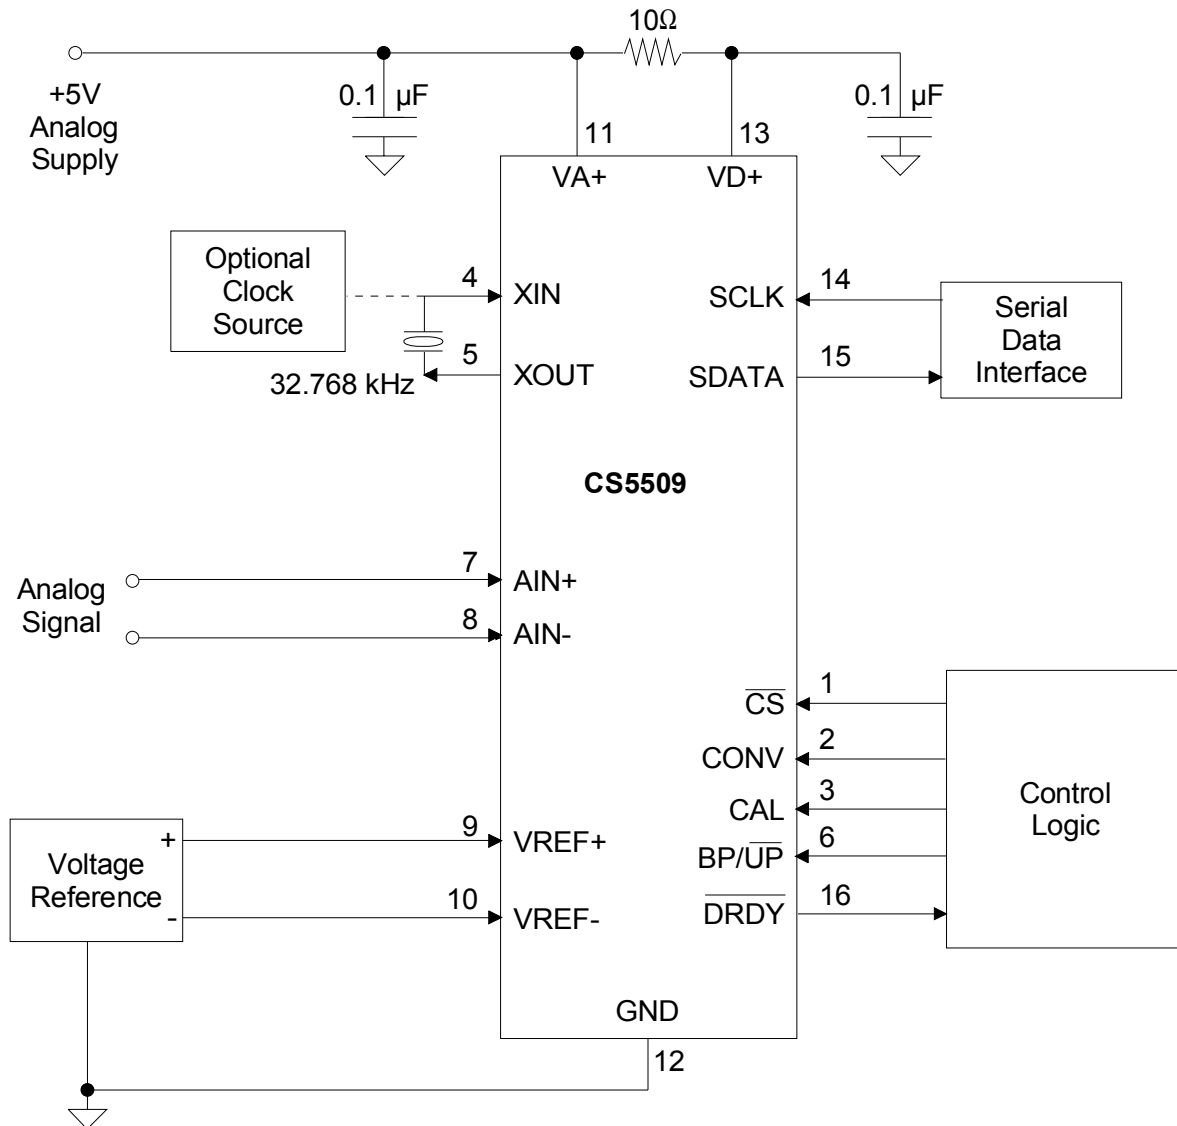 10Ω
+5V
Analog
Supply
0.1 µF
11
13
0.1 µF
VA+
VD+
Optional
Clock
Source
4
XIN
5
XOUT
32.768 kHz
SCLK
14
SDATA
15
Serial
Data
Interface
CS5509
Analog
Signal
7
AIN+
8
AIN-
CS
1
CONV
2
CAL
3
BP/UP
6
DRDY
16
Control
Logic
Voltage
Reference
+
-
9
VREF+
10
VREF-
GND
12